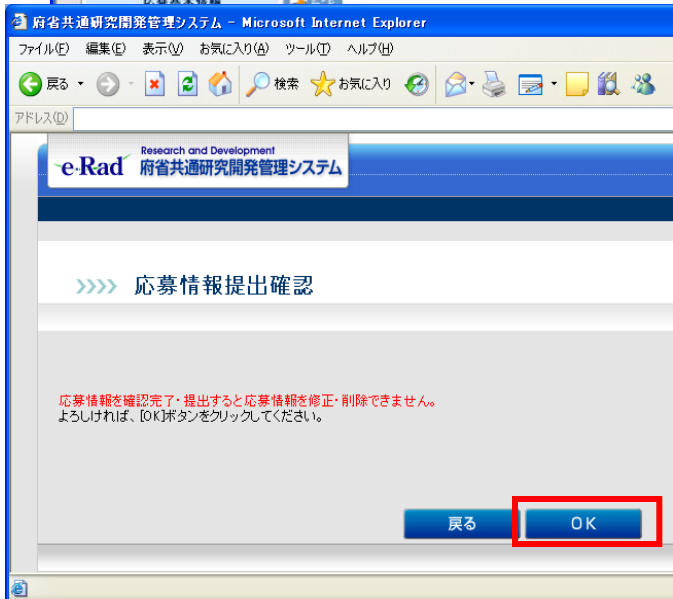 府省共通研究開発管理システム - Microsoft Internet Explorer
ファイル(F) 編集(E) 表示(V) お気に入り(A) ツール(T) ヘルプ(H)
戻る 検索 お気に入り
アドレス(D)
e-Rad Research and Development
府省共通研究開発管理システム
>>>> 応募情報提出確認
応募情報を確認完了・提出すると応募情報を修正・削除できません。
よろしければ、[OK]ボタンをクリックしてください。
戻る OK